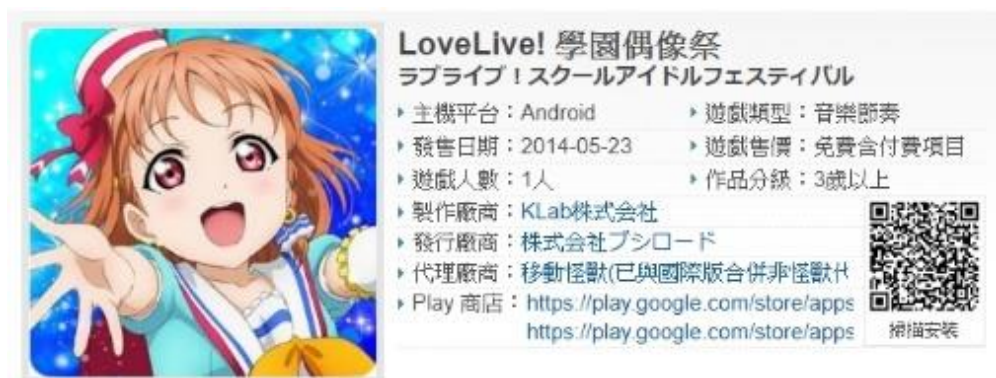 LoveLive! 學園偶像祭
ラブライブ！スクールアイドルフェスティバル
主機平台：Android
遊戲類型：音樂節奏
發售日期：2014-05-23
遊戲售價：免費含付費項目
遊戲人數：1人
作品分級：3歲以上
製作廠商：KLab株式会社
發行廠商：株式会社ブシロード
代理廠商：移動怪獸(已與國際版合併非怪獸代
Play 商店：https://play.google.com/store/apps
https://play.google.com/store/apps
掃描安裝